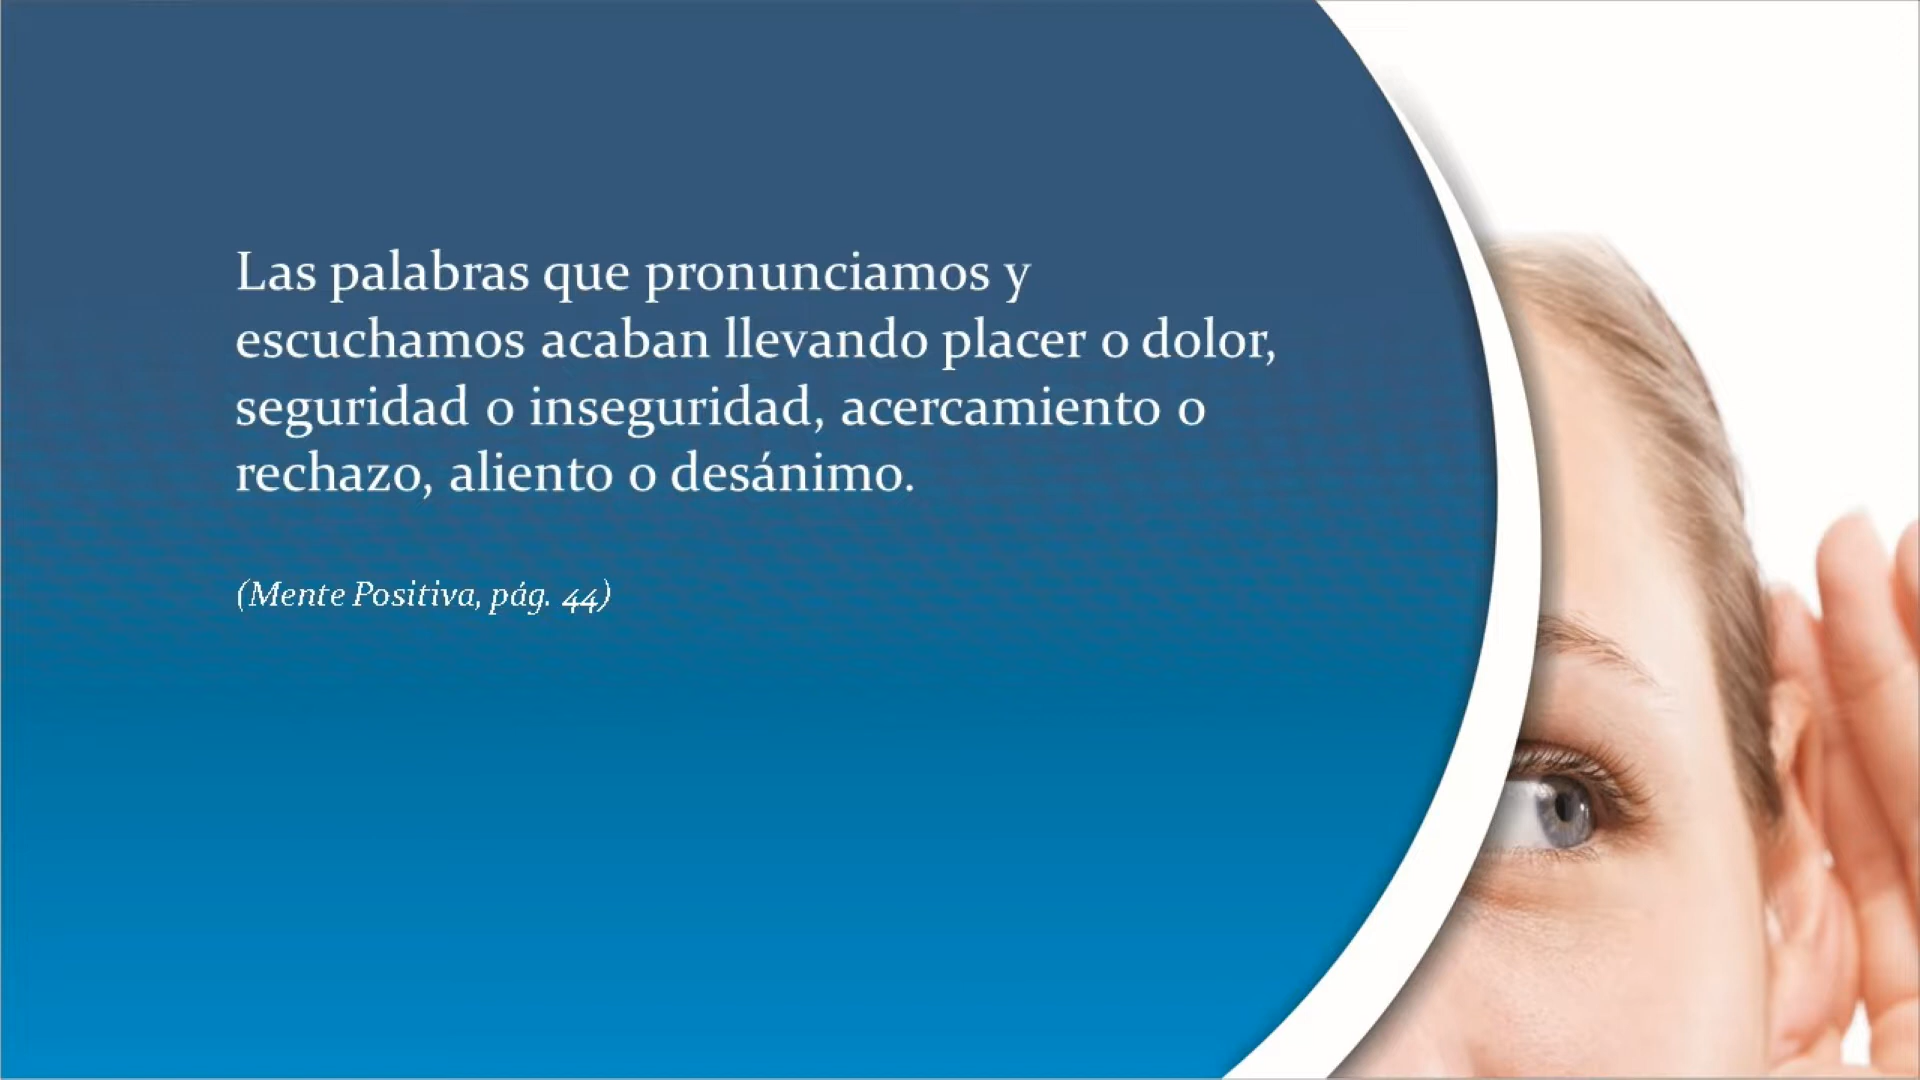 Las palabras que pronunciamos y
escuchamos acaban llevando placer o dolor,
seguridad o inseguridad, acercamiento o
rechazo, aliento o desánimo.
(Mente Positiva, pág. 44)